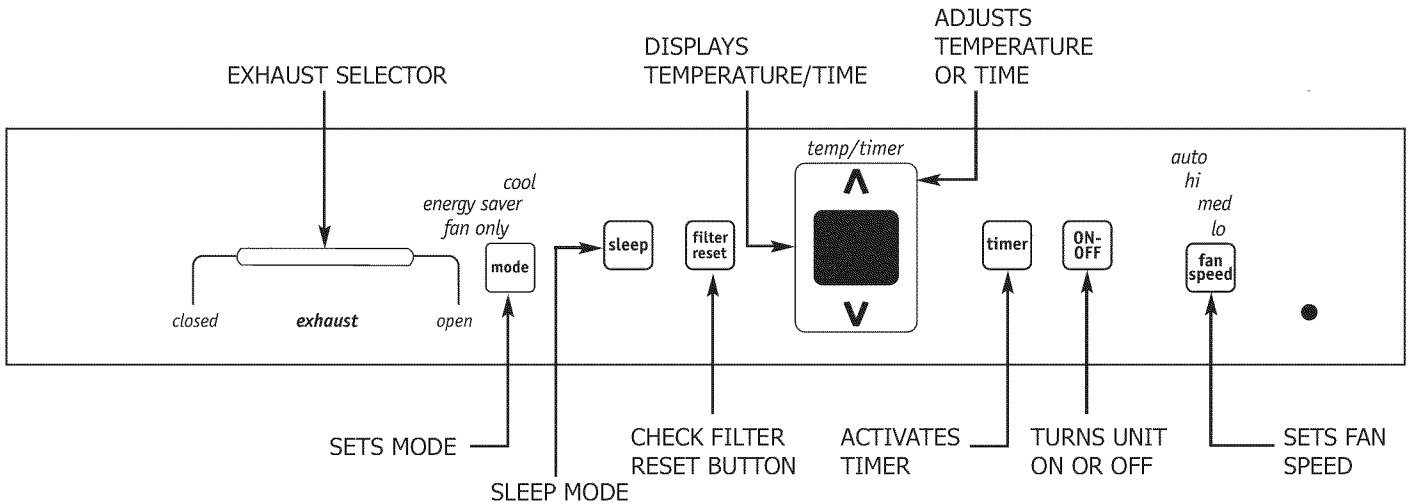 ADJUSTS
TEMPERATURE
OR TIME
DISPLAYS
TEMPERATURE/TIME
EXHAUST SELECTOR
temp/timer
auto
hi
med
lo
cool
energy saver
fan only
mode
sleep
filter
reset
timer
ON-
OFF
fan
speed
closed
exhaust
open
SETS MODE
SLEEP MODE
CHECK FILTER
RESET BUTTON
ACTIVATES
TIMER
TURNS UNIT
ON OR OFF
SETS FAN
SPEED